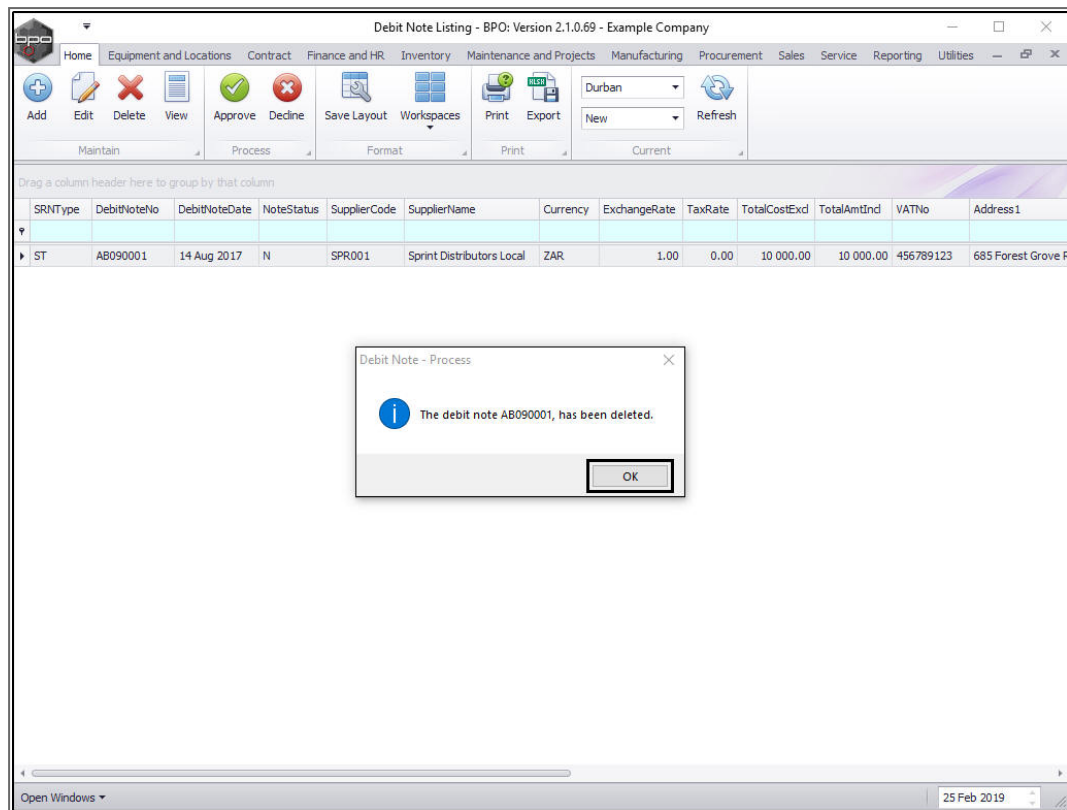 Debit Note Listing - BPO: Version 2.1.0.69 - Example Company
bpo
Home Equipment and Locations Contract Finance and HR Inventory Maintenance and Projects Manufacturing Procurement Sales Service Reporting Utilities
Add Edit Delete View Approve Decline Save Layout Workspaces Print Export Durban New Refresh
Maintain Process Format Print Current
Drag a column header here to group by that column
SRNType DebitNoteNo DebitNoteDate NoteStatus SupplierCode SupplierName Currency ExchangeRate TaxRate TotalCostExcl TotalAmtIncl VATNo Address1
ST AB090001 14 Aug 2017 N SPR001 Sprint Distributors Local ZAR 1.00 0.00 10 000.00 10 000.00 456789123 685 Forest Grove
Debit Note - Process
The debit note AB090001, has been deleted.
OK
Open Windows 25 Feb 2019